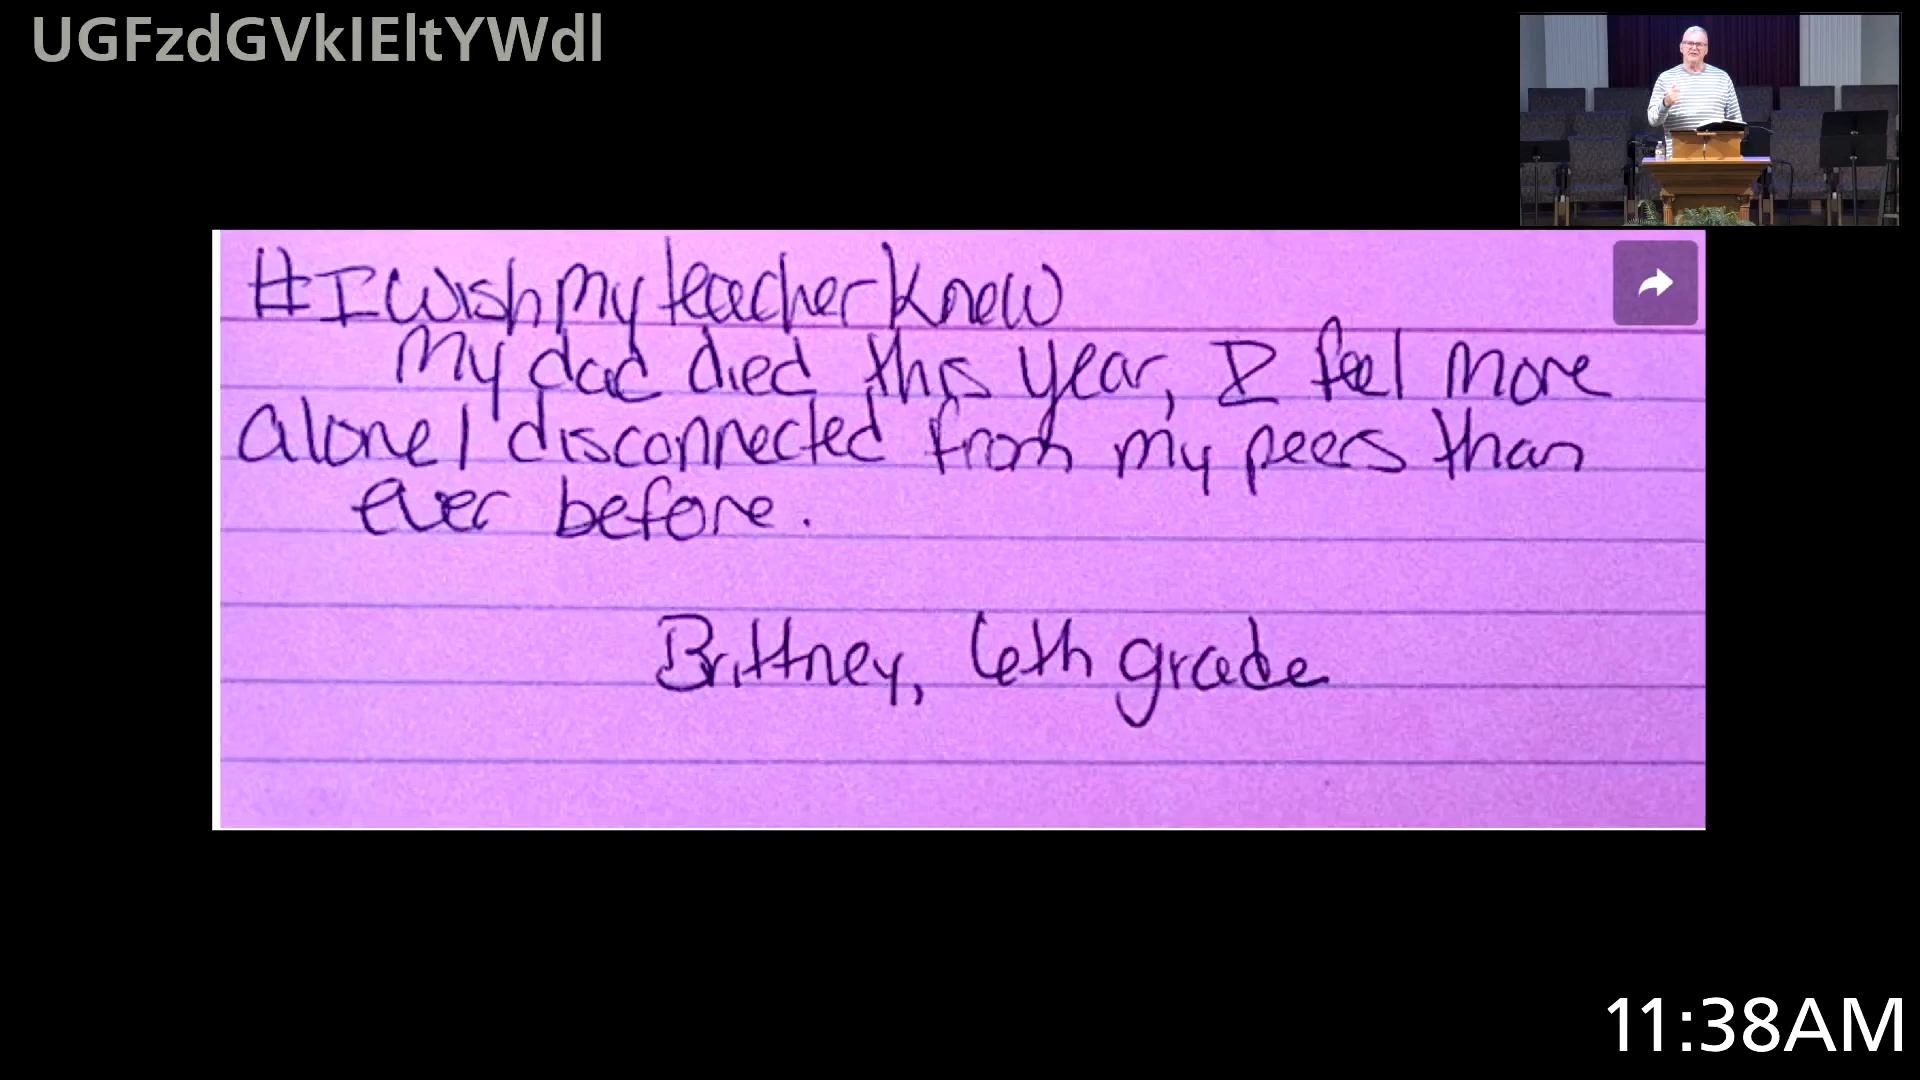 UGFzdGVkIEltYWdl
#IWishMyteacherKnew
My dad died this year, I feel more
alone/disconnected from my peers than
ever before.
Brittney, 6th grade
11:38AM